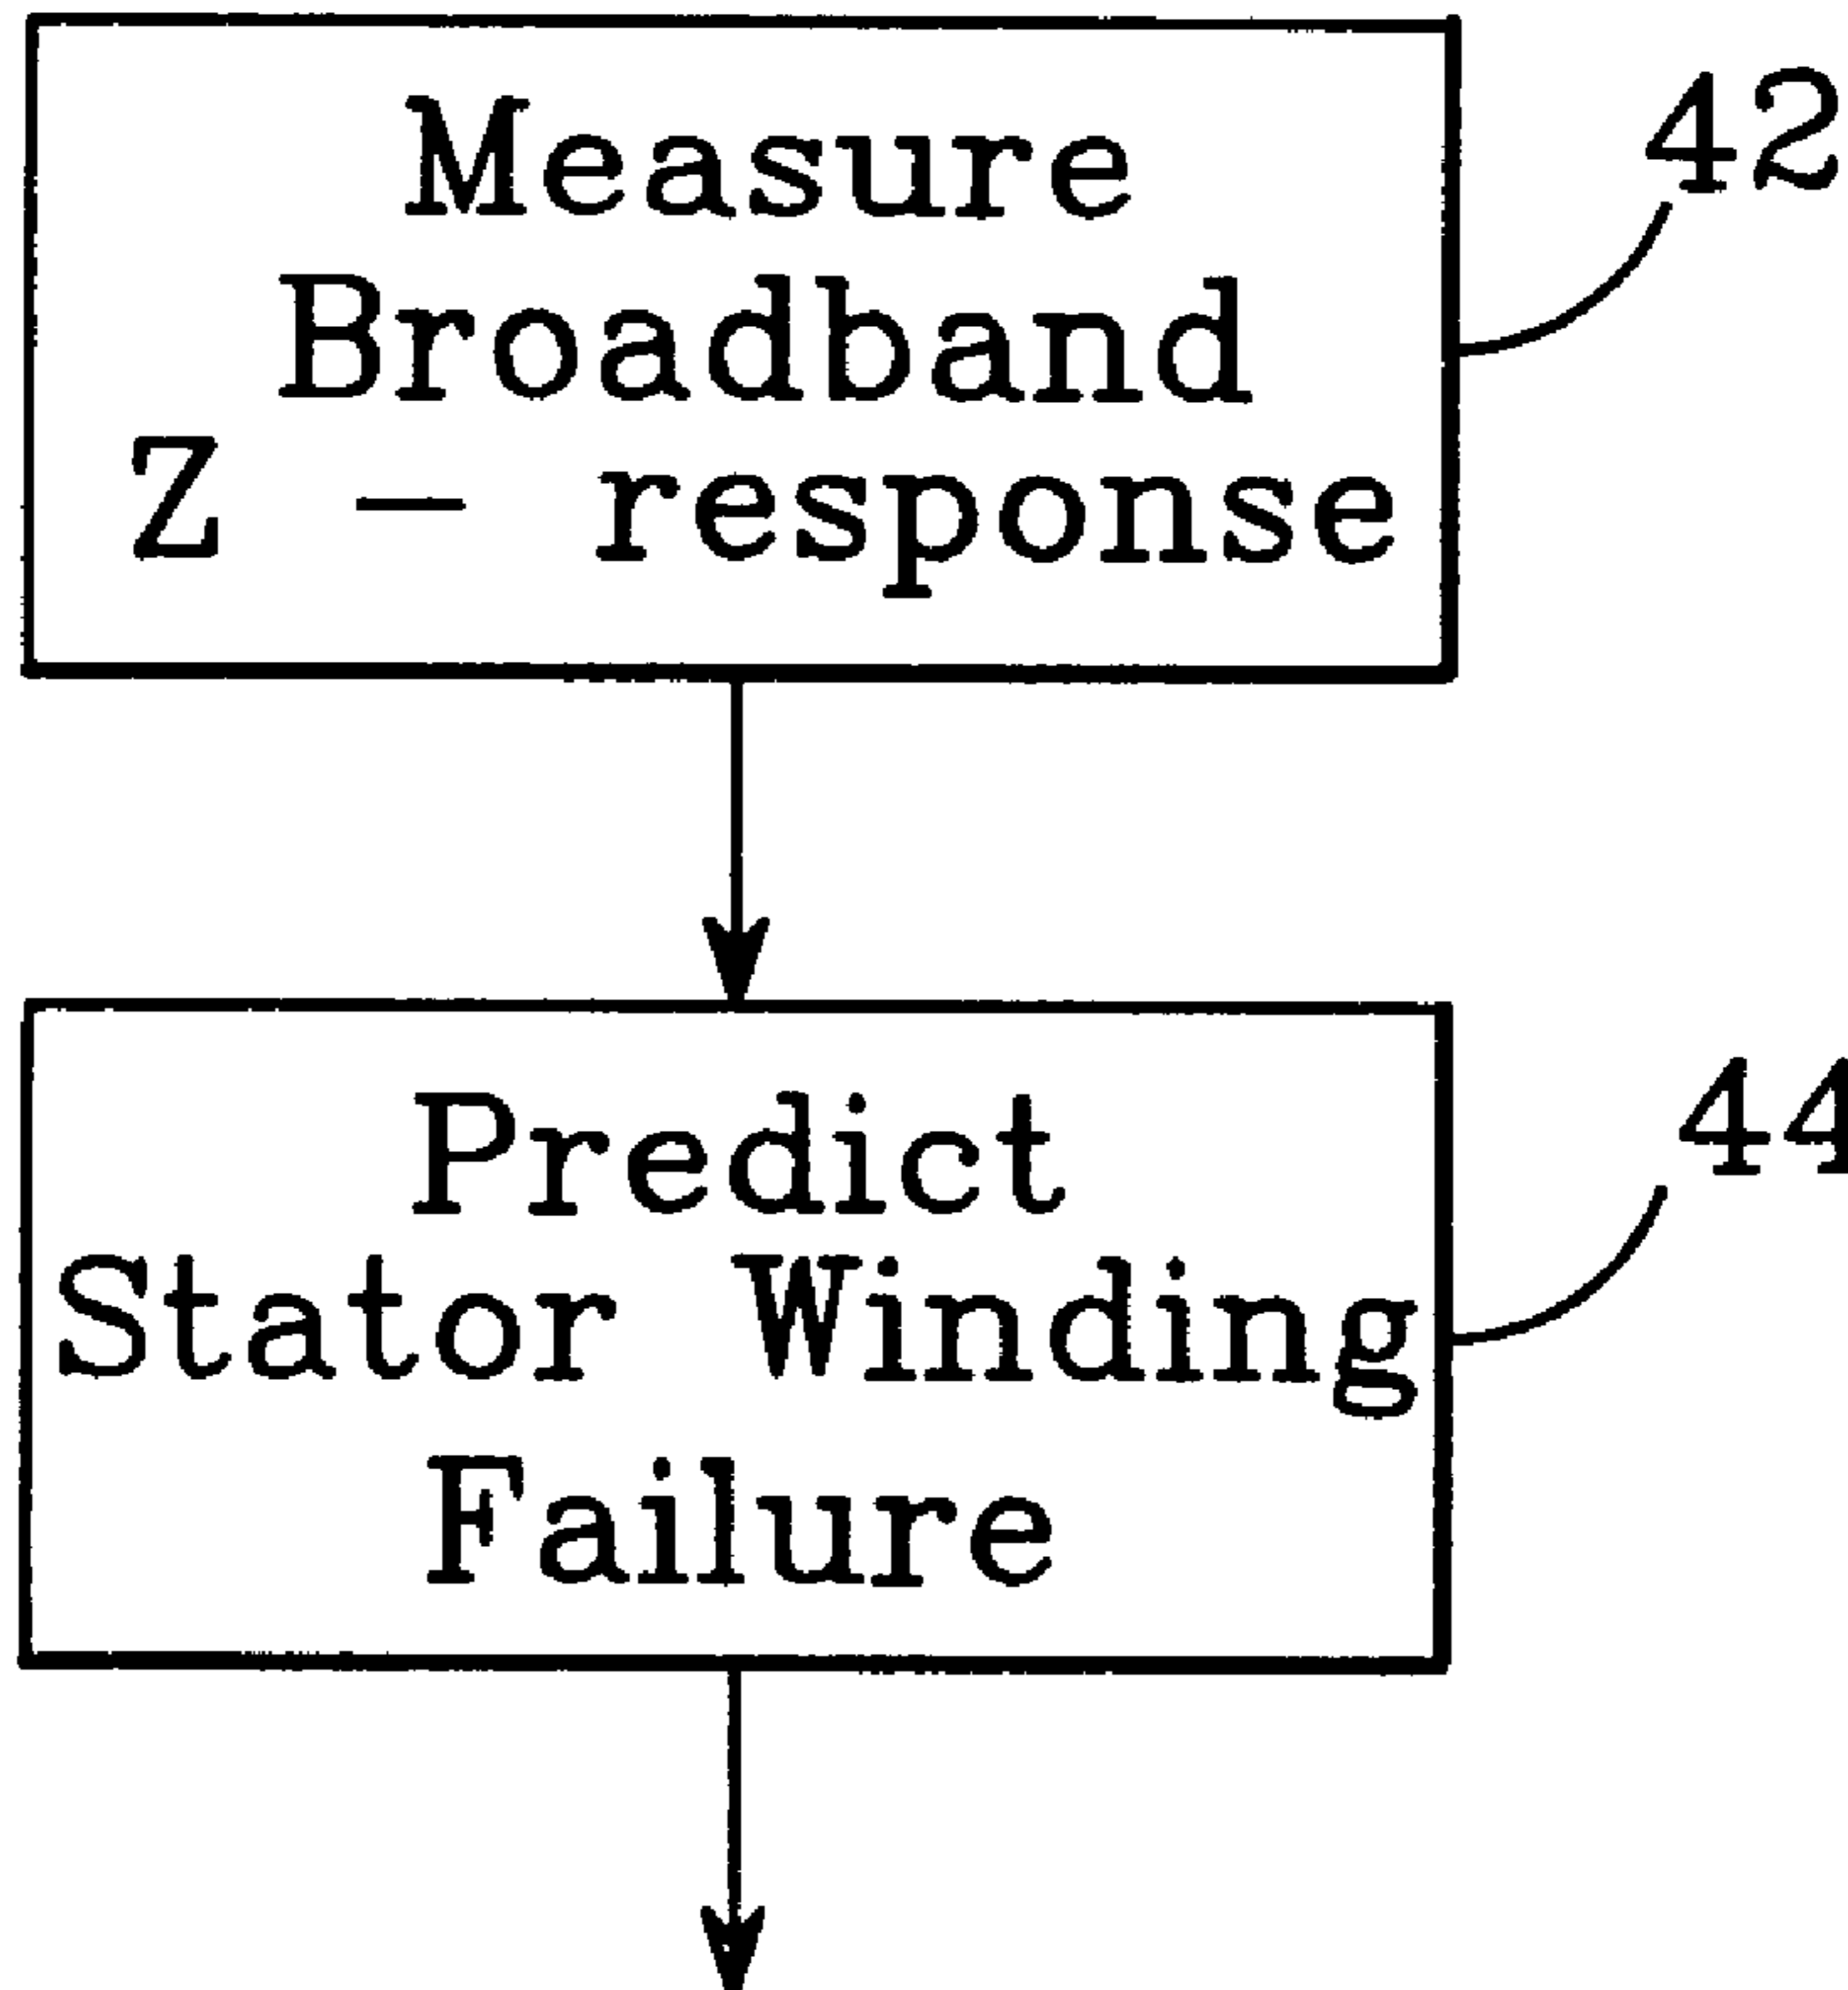 Measure
Broadband
Z – response
42
Predict
Stator Winding
Failure
44